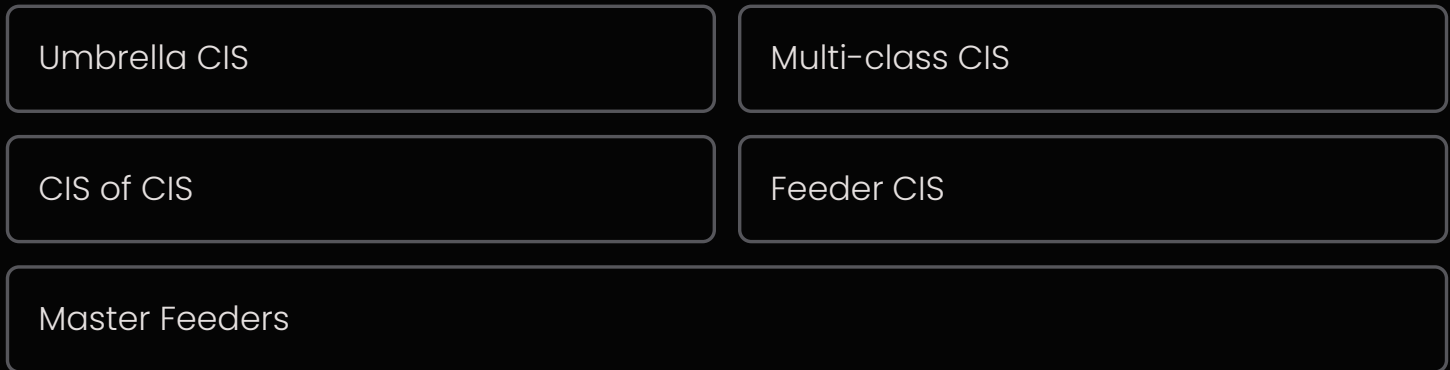 Umbrella CIS
Multi-class CIS
CIS of CIS
Feeder CIS
Master Feeders